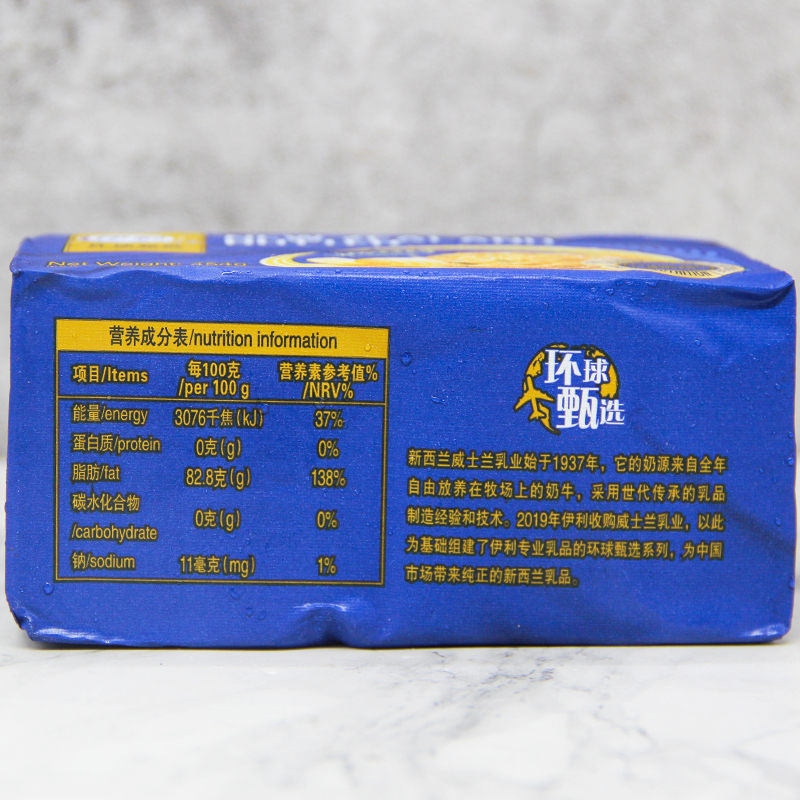 Net Weight: 454g
营养成分表/nutrition information
项目/Items 每100克/per 100 g 营养素参考值%/NRV%
能量/energy 3076千焦(kJ) 37%
蛋白质/protein 0克(g) 0%
脂肪/fat 82.8克(g) 138%
碳水化合物/carbohydrate 0克(g) 0%
钠/sodium 11毫克(mg) 1%
环球
甄选
新西兰威士兰乳业始于1937年，它的奶源来自全年
自由放养在牧场上的奶牛，采用世代传承的乳品
制造经验和技术。2019年伊利收购威士兰乳业，以此
为基础组建了伊利专业乳品的环球甄选系列，为中国
市场带来纯正的新西兰乳品。